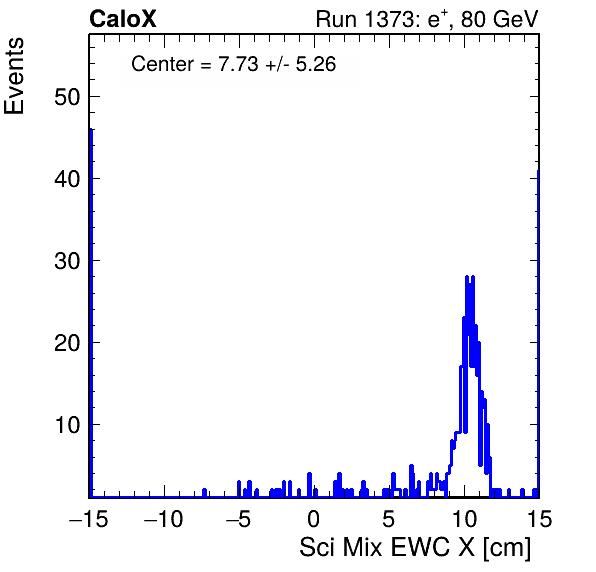 CaloX Run 1373: e⁺, 80 GeV
Center = 7.73 +/- 5.26
Events
50
40
30
20
10
−15 −10 −5 0 5 10 15
Sci Mix EWC X [cm]